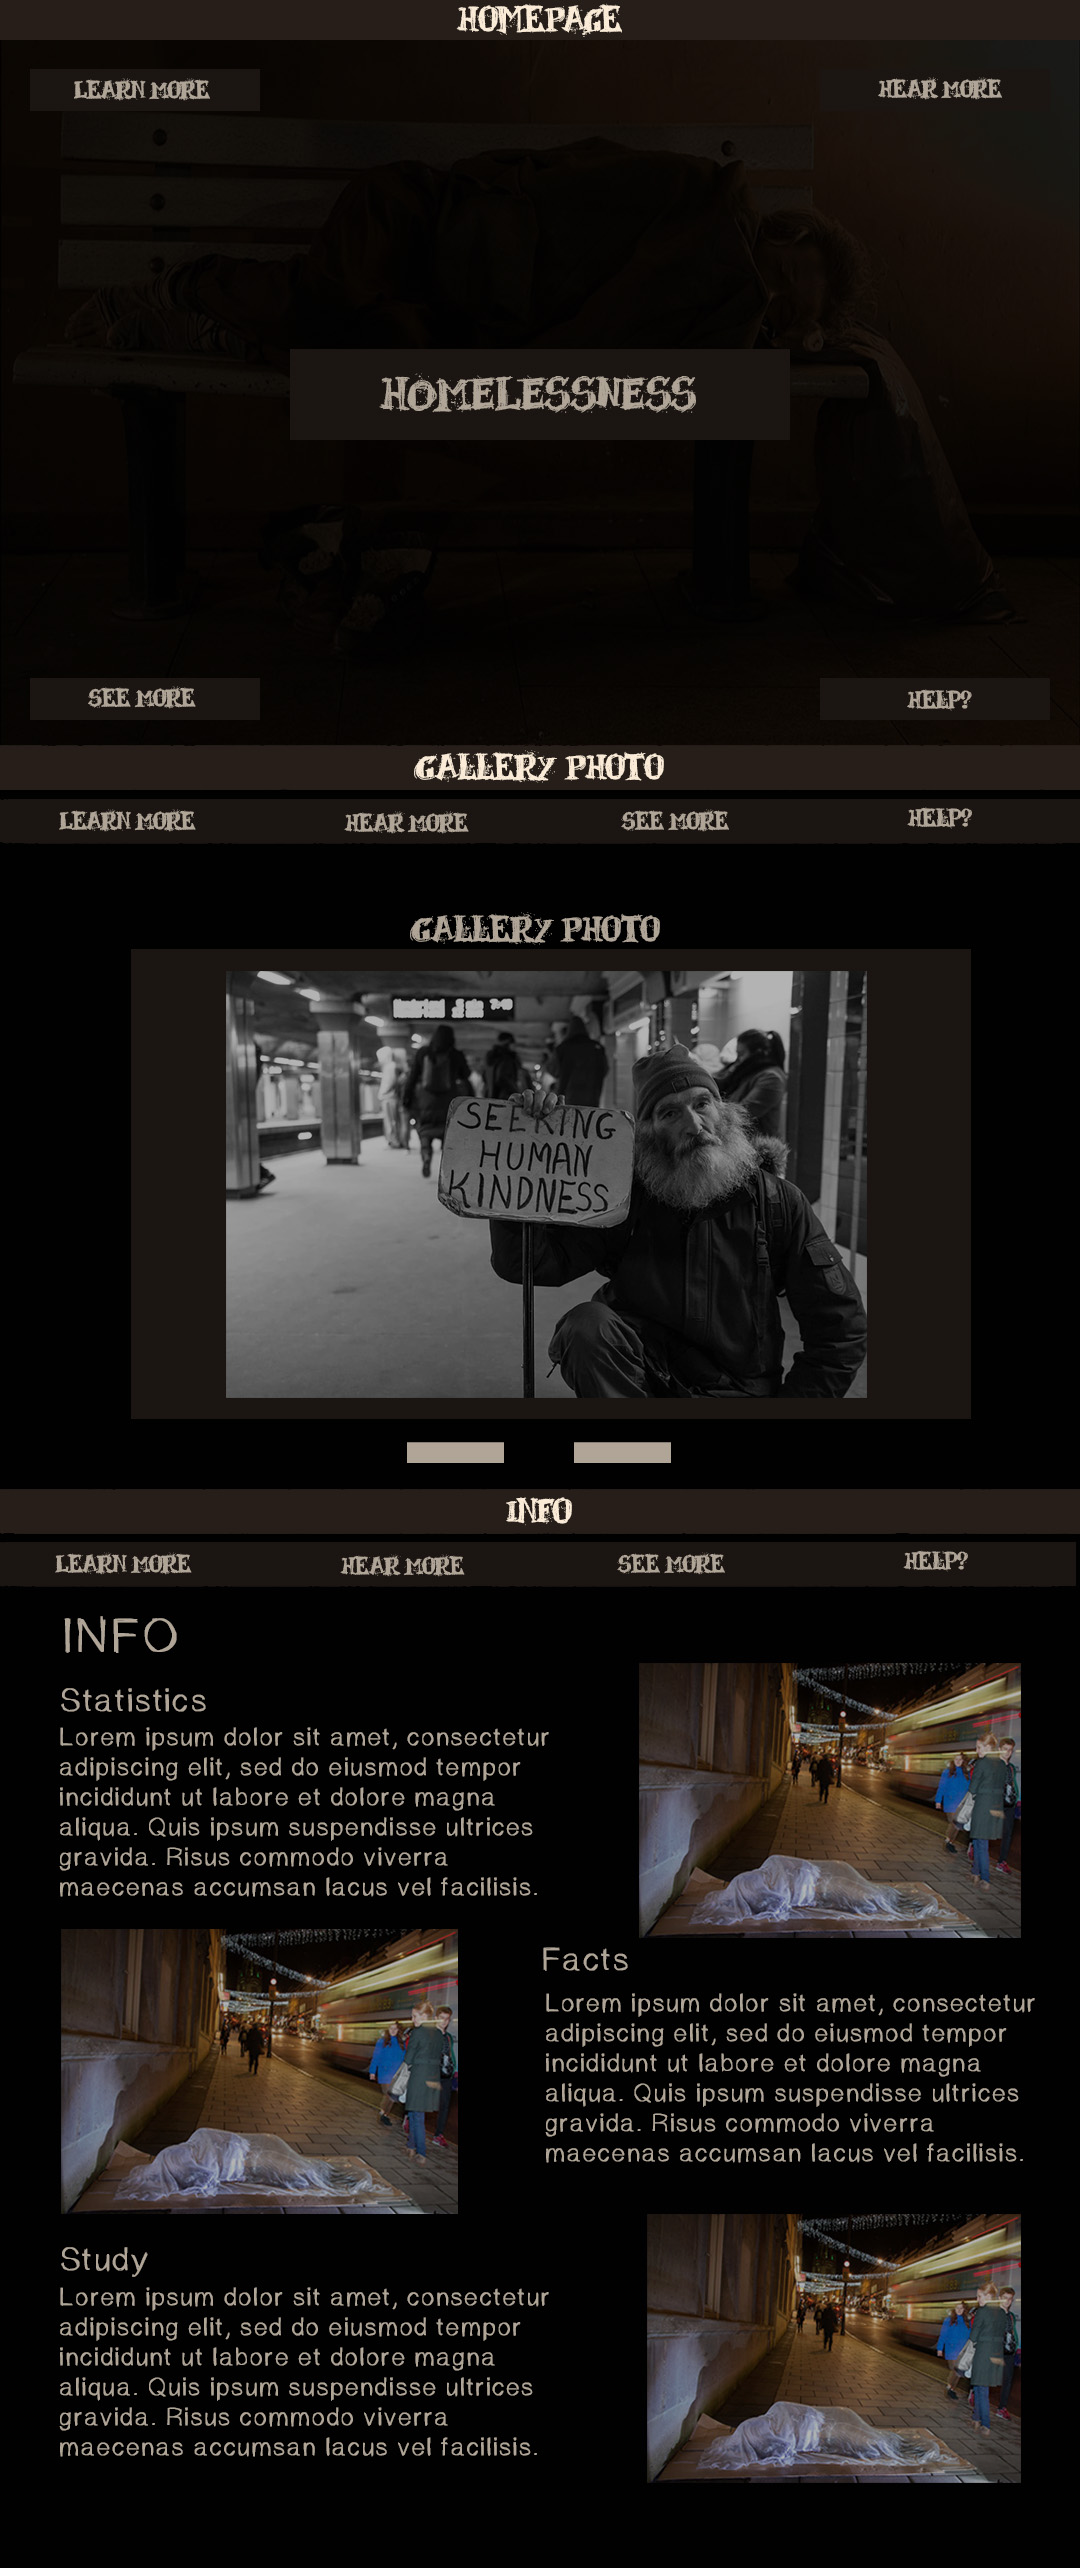 HOMEPAGE
LEARN MORE
HEAR MORE
HOMELESSNESS
SEE MORE
HELP?
GALLERY PHOTO
LEARN MORE
HEAR MORE
SEE MORE
HELP?
GALLERY PHOTO
SEEKING
HUMAN
KINDNESS
INFO
LEARN MORE
HEAR MORE
SEE MORE
HELP?
INFO
Statistics
Lorem ipsum dolor sit amet, consectetur
adipiscing elit, sed do eiusmod tempor
incididunt ut labore et dolore magna
aliqua. Quis ipsum suspendisse ultrices
gravida. Risus commodo viverra
maecenas accumsan lacus vel facilisis.
Facts
Lorem ipsum dolor sit amet, consectetur
adipiscing elit, sed do eiusmod tempor
incididunt ut labore et dolore magna
aliqua. Quis ipsum suspendisse ultrices
gravida. Risus commodo viverra
maecenas accumsan lacus vel facilisis.
Study
Lorem ipsum dolor sit amet, consectetur
adipiscing elit, sed do eiusmod tempor
incididunt ut labore et dolore magna
aliqua. Quis ipsum suspendisse ultrices
gravida. Risus commodo viverra
maecenas accumsan lacus vel facilisis.